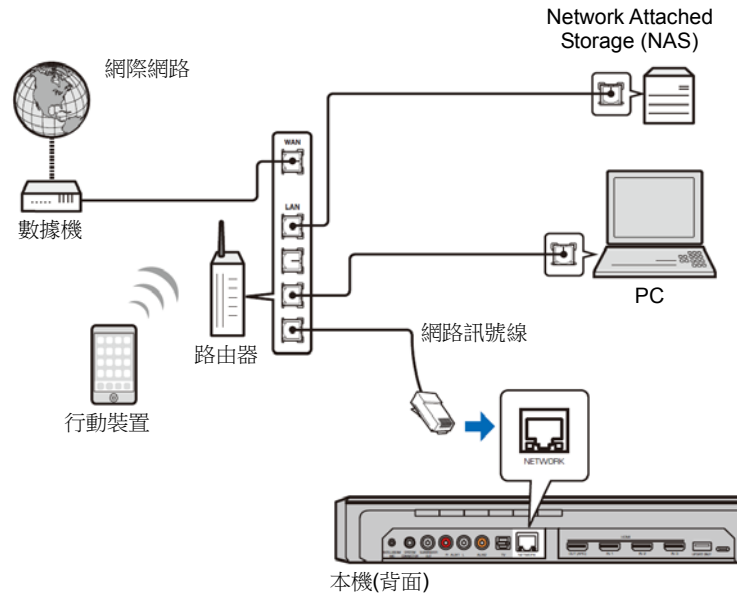 Network Attached
Storage (NAS)
網際網路
WAN
LAN
數據機
PC
路由器
網路訊號線
行動裝置
NETWORK
本機(背面)